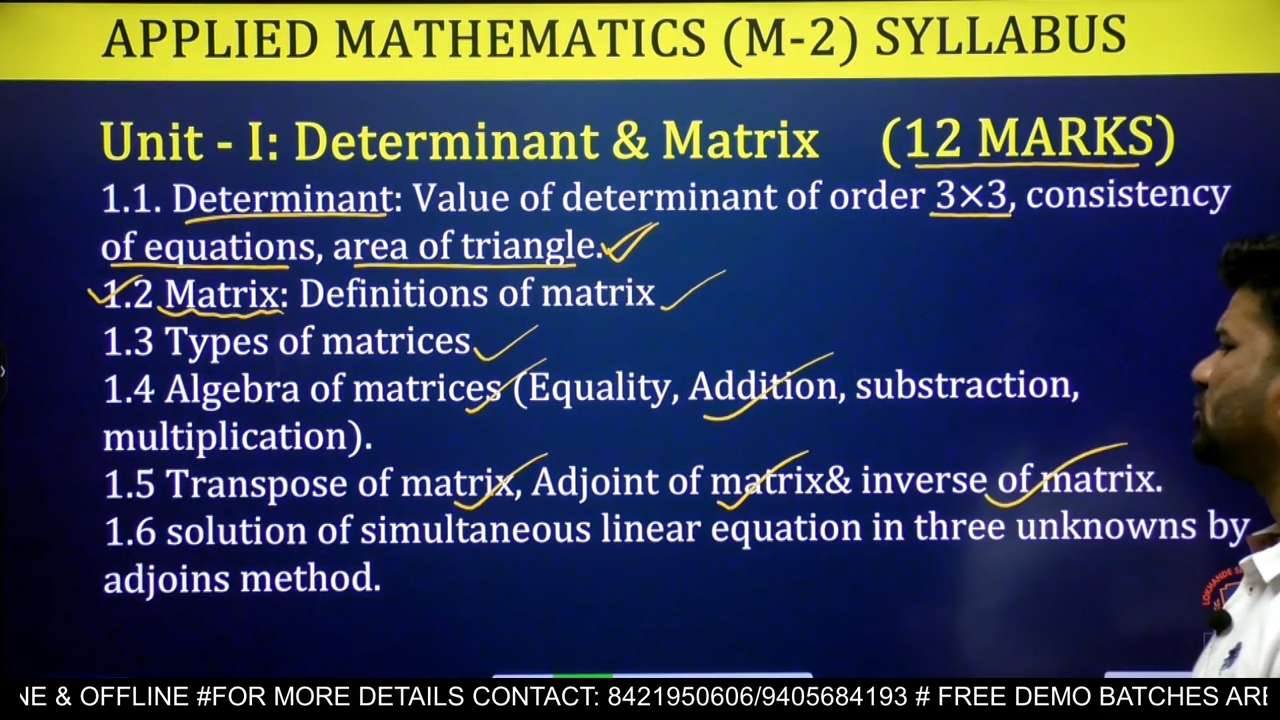 APPLIED MATHEMATICS (M-2) SYLLABUS
Unit - I: Determinant & Matrix (12 MARKS)
1.1. Determinant: Value of determinant of order 3×3, consistency
of equations, area of triangle.
1.2 Matrix: Definitions of matrix
1.3 Types of matrices
1.4 Algebra of matrices (Equality, Addition, substraction,
multiplication).
1.5 Transpose of matrix, Adjoint of matrix& inverse of matrix.
1.6 solution of simultaneous linear equation in three unknowns by
adjoins method.
LOKHANDE
NE & OFFLINE #FOR MORE DETAILS CONTACT: 8421950606/9405684193 # FREE DEMO BATCHES ARE